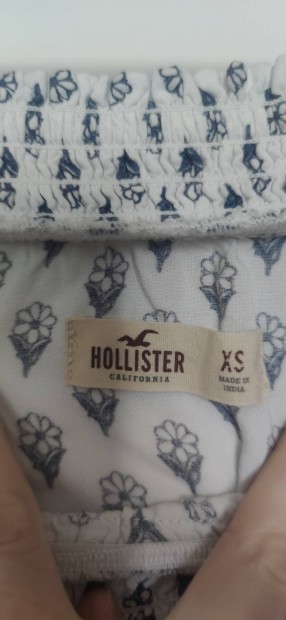 HOLLISTER
CALIFORNIA
XS
MADE IN
INDIA